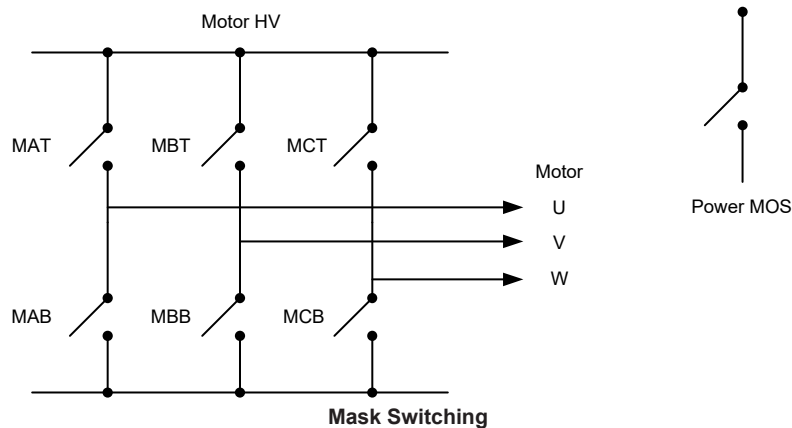 Motor HV
MAT
MBT
MCT
Motor
U
V
W
Power MOS
MAB
MBB
MCB
Mask Switching